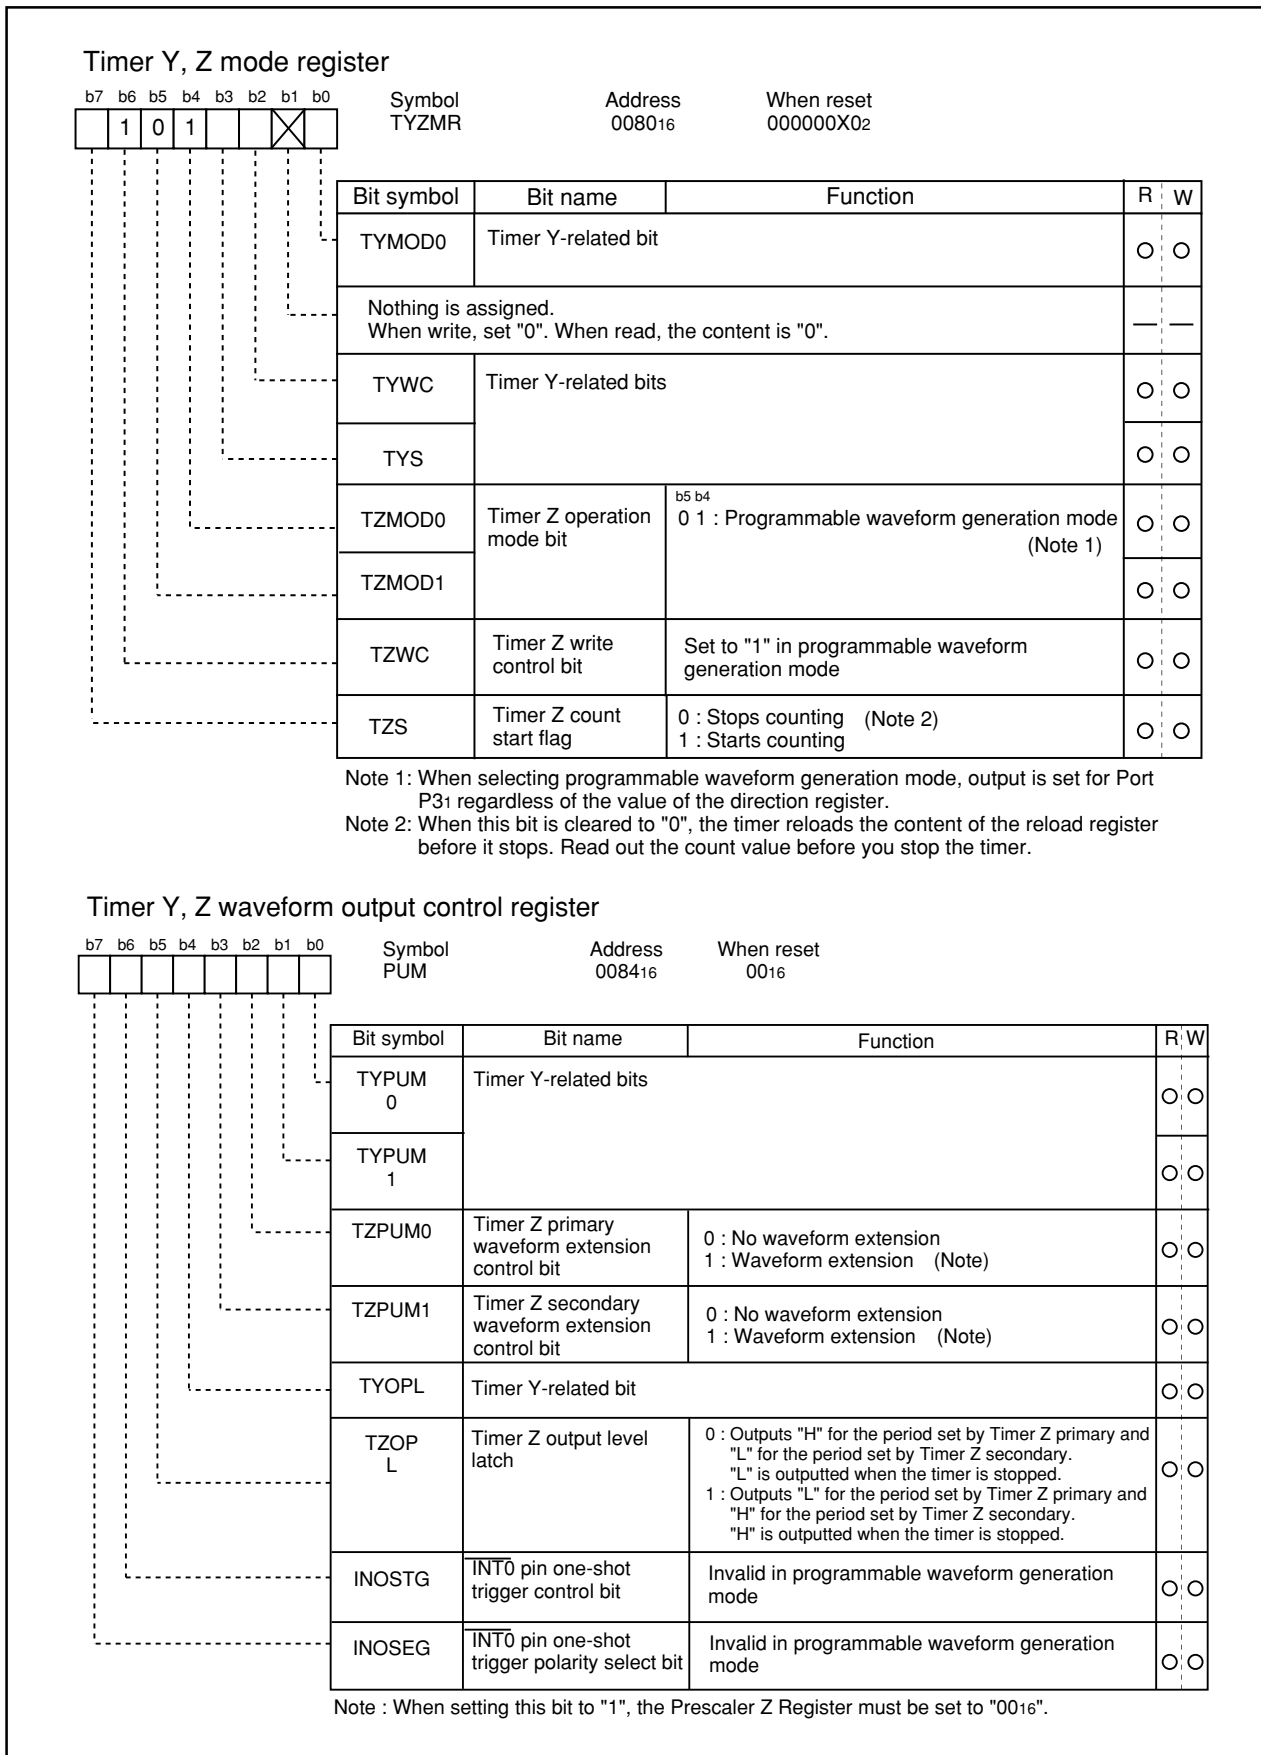 Timer Y, Z mode register
b7 b6 b5 b4 b3 b2 b1 b0
Symbol Address When reset
TYZMR 008016 000000X02
1 0 1
Bit symbol Bit name Function R W
TYMOD0 Timer Y-related bit
Nothing is assigned.
When write, set "0". When read, the content is "0".
TYWC Timer Y-related bits
TYS
b5 b4
TZMOD0 Timer Z operation mode bit 0 1 : Programmable waveform generation mode
(Note 1)
TZMOD1
TZWC Timer Z write control bit Set to "1" in programmable waveform generation mode
TZS Timer Z count start flag 0 : Stops counting (Note 2)
1 : Starts counting
Note 1: When selecting programmable waveform generation mode, output is set for Port
P31 regardless of the value of the direction register.
Note 2: When this bit is cleared to "0", the timer reloads the content of the reload register
before it stops. Read out the count value before you stop the timer.
Timer Y, Z waveform output control register
b7 b6 b5 b4 b3 b2 b1 b0
Symbol Address When reset
PUM 008416 0016
Bit symbol Bit name Function R W
TYPUM 0 Timer Y-related bits
TYPUM 1
TZPUM0 Timer Z primary waveform extension control bit 0 : No waveform extension
1 : Waveform extension (Note)
TZPUM1 Timer Z secondary waveform extension control bit 0 : No waveform extension
1 : Waveform extension (Note)
TYOPL Timer Y-related bit
TZOP L Timer Z output level latch 0 : Outputs "H" for the period set by Timer Z primary and
"L" for the period set by Timer Z secondary.
"L" is outputted when the timer is stopped.
1 : Outputs "L" for the period set by Timer Z primary and
"H" for the period set by Timer Z secondary.
"H" is outputted when the timer is stopped.
INOSTG INT0 pin one-shot trigger control bit Invalid in programmable waveform generation mode
INOSEG INT0 pin one-shot trigger polarity select bit Invalid in programmable waveform generation mode
Note : When setting this bit to "1", the Prescaler Z Register must be set to "0016".